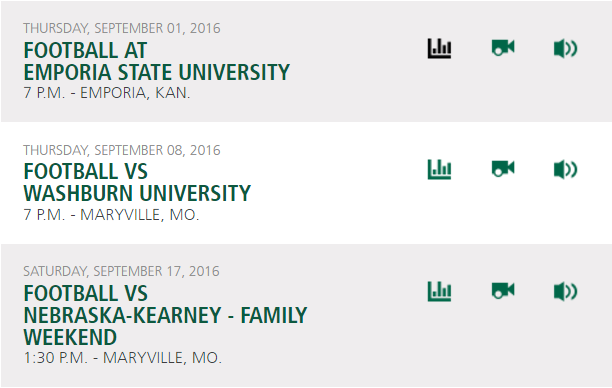 THURSDAY, SEPTEMBER 01, 2016
FOOTBALL AT
EMPORIA STATE UNIVERSITY
7 P.M. - EMPORIA, KAN.
THURSDAY, SEPTEMBER 08, 2016
FOOTBALL VS
WASHBURN UNIVERSITY
7 P.M. - MARYVILLE, MO.
SATURDAY, SEPTEMBER 17, 2016
FOOTBALL VS
NEBRASKA-KEARNEY - FAMILY
WEEKEND
1:30 P.M. - MARYVILLE, MO.